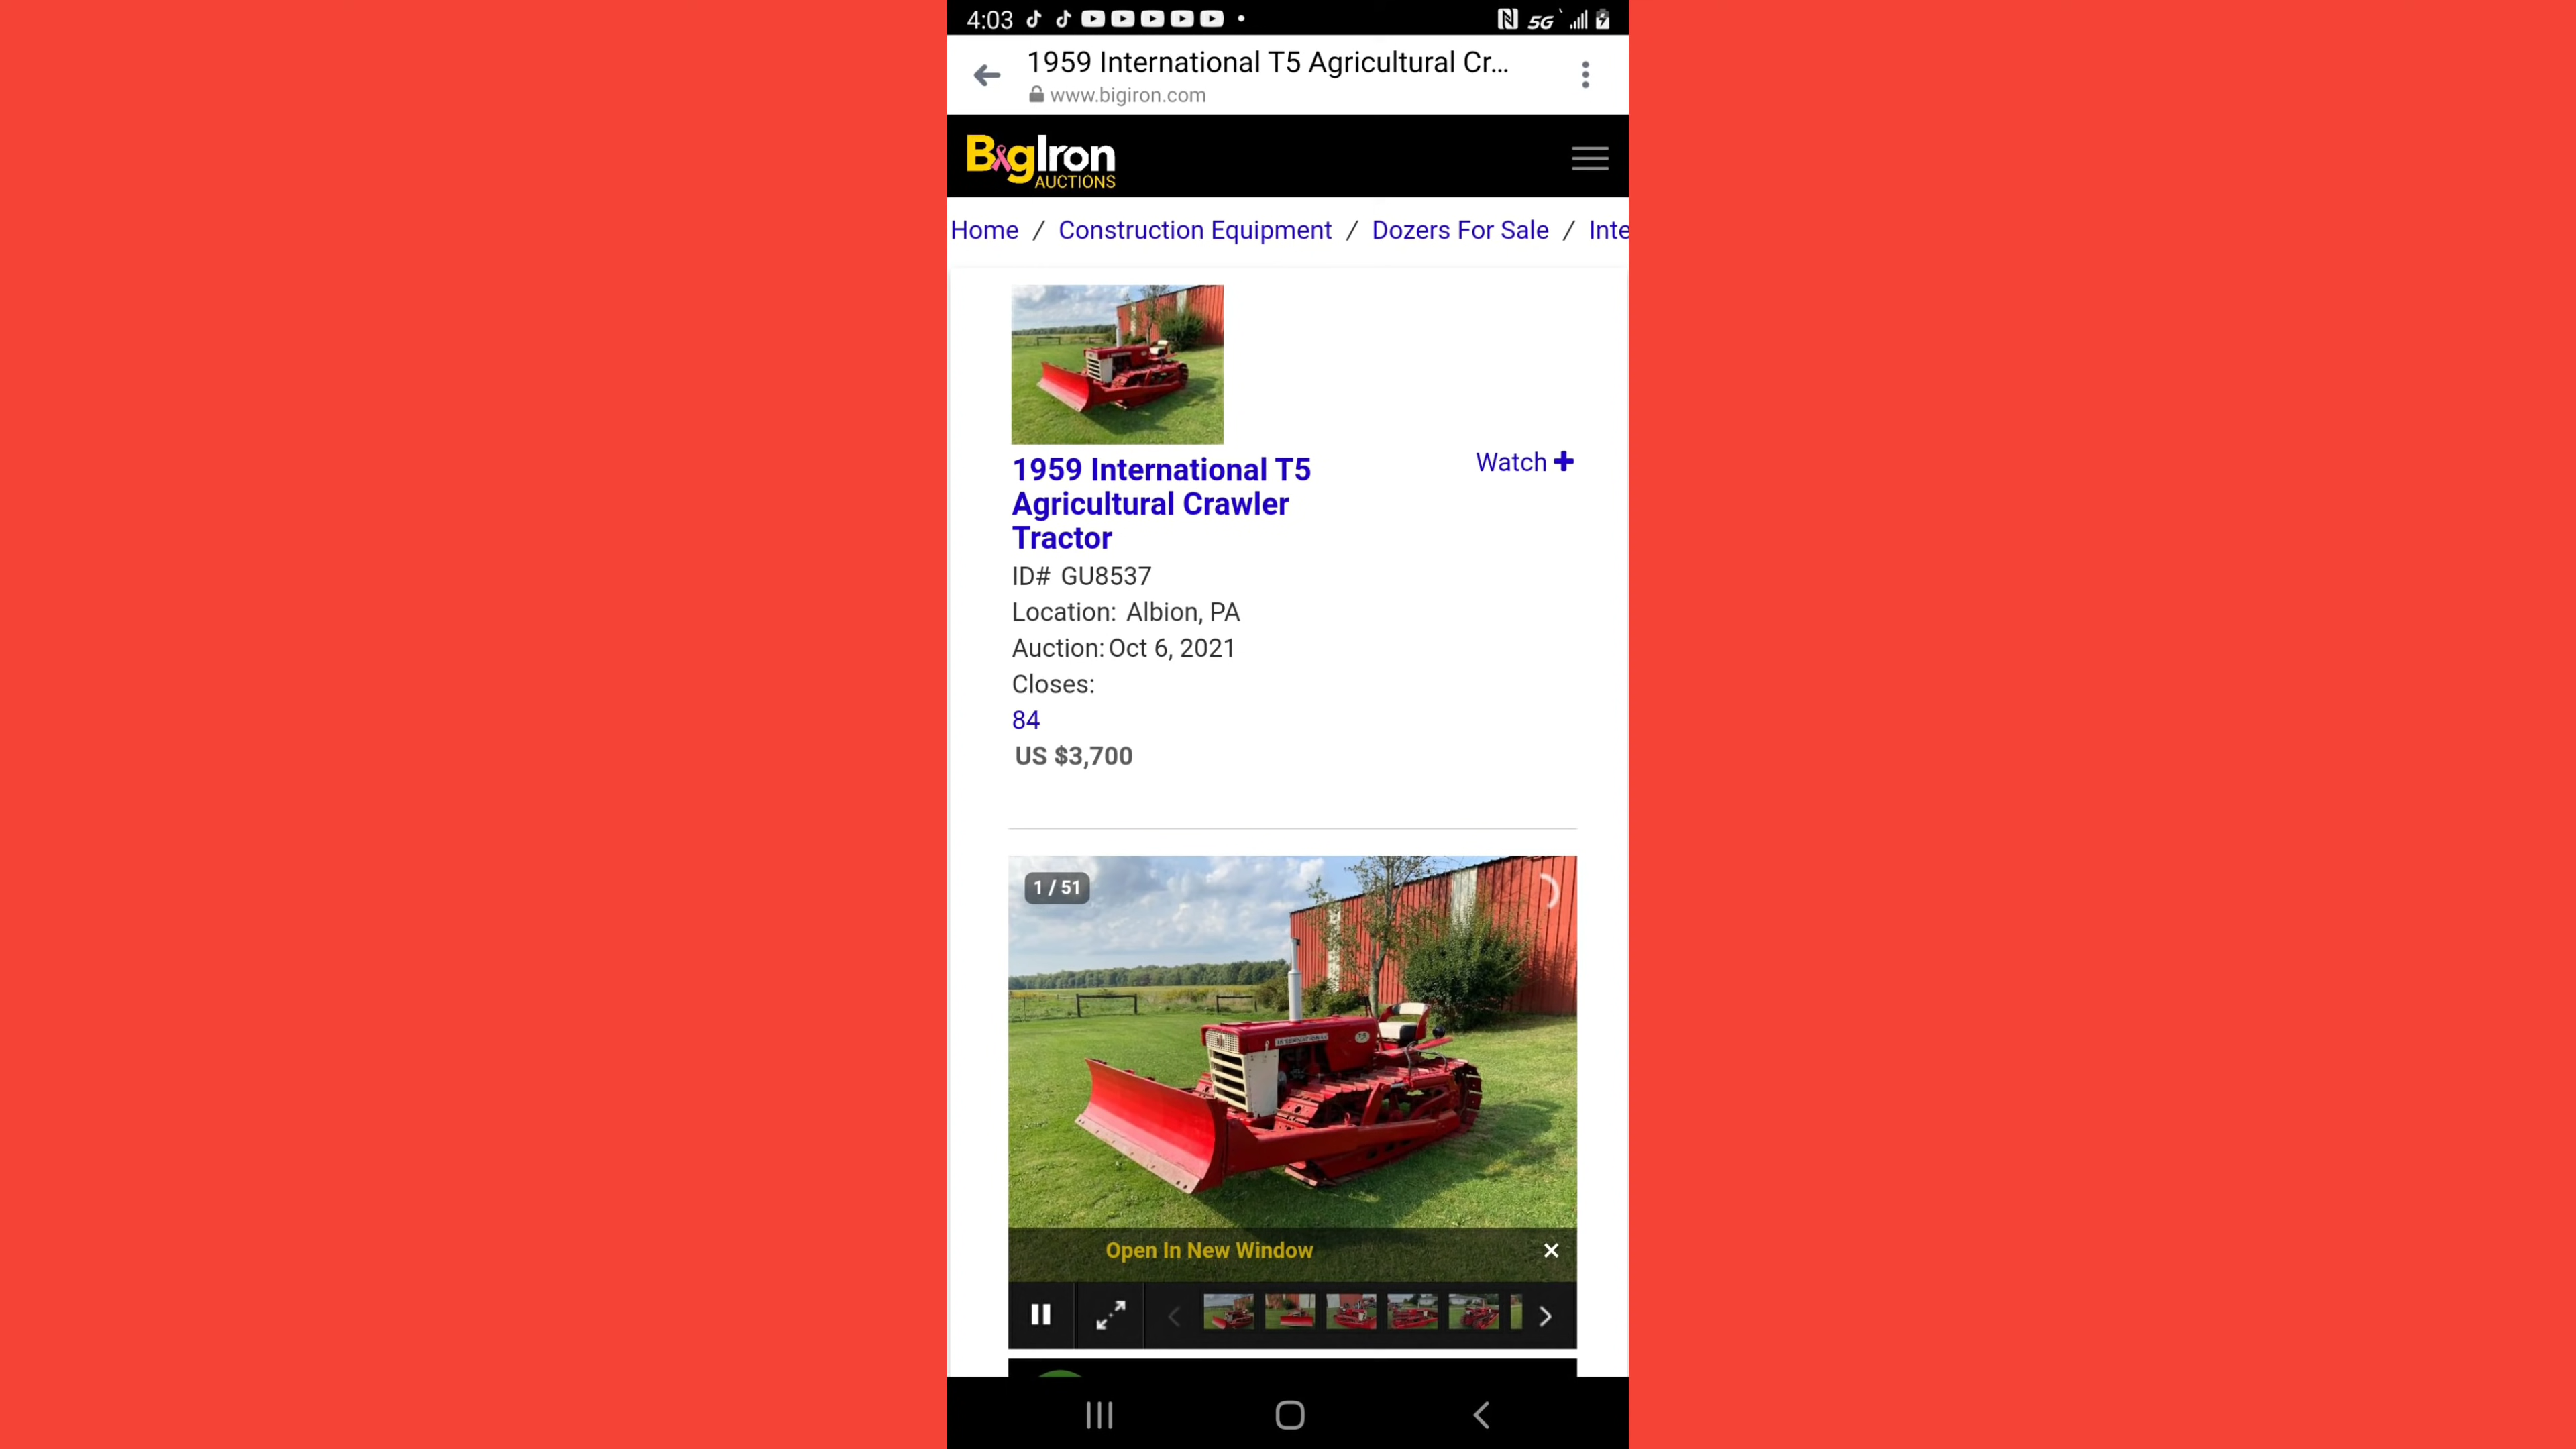 4:03
5G
1959 International T5 Agricultural Cr...
www.bigiron.com
BigIron
AUCTIONS
Home / Construction Equipment / Dozers For Sale / Inte
1959 International T5
Agricultural Crawler
Tractor
Watch +
ID# GU8537
Location: Albion, PA
Auction: Oct 6, 2021
Closes:
84
US $3,700
1 / 51
INTERNATIONAL
Open In New Window